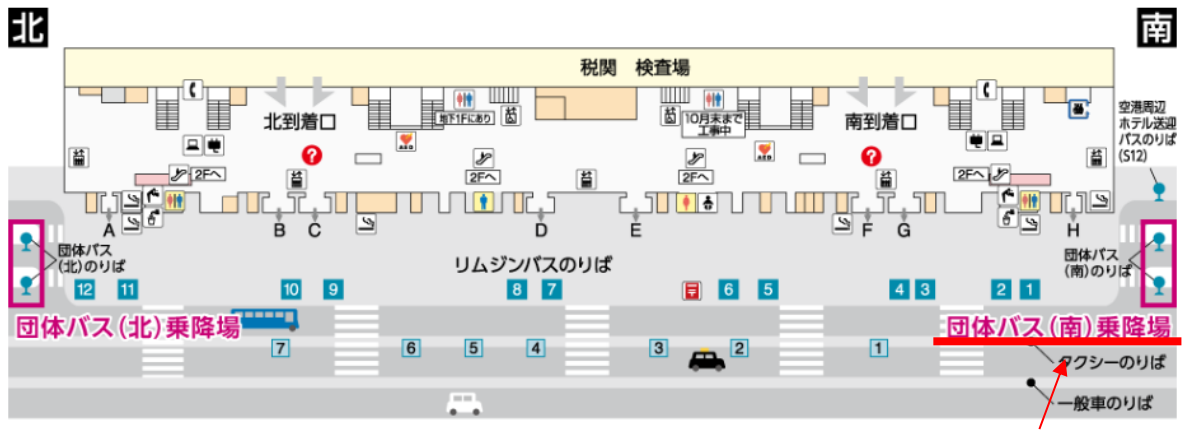 北
南
税関 検査場
地下1Fにあり
10月末まで
工事中
北到着口
南到着口
空港周辺
ホテル送迎
バスのりば
(S12)
?
AED
AED
?
2Fへ
2Fへ
2Fへ
2Fへ
A
B
C
D
E
F
G
H
団体バス
(北)のりば
リムジンバスのりば
団体バス
(南)のりば
12
11
10
9
8
7
6
5
4
3
2
1
団体バス(北)乗降場
団体バス(南)乗降場
7
6
5
4
3
2
1
タクシーのりば
一般車のりば